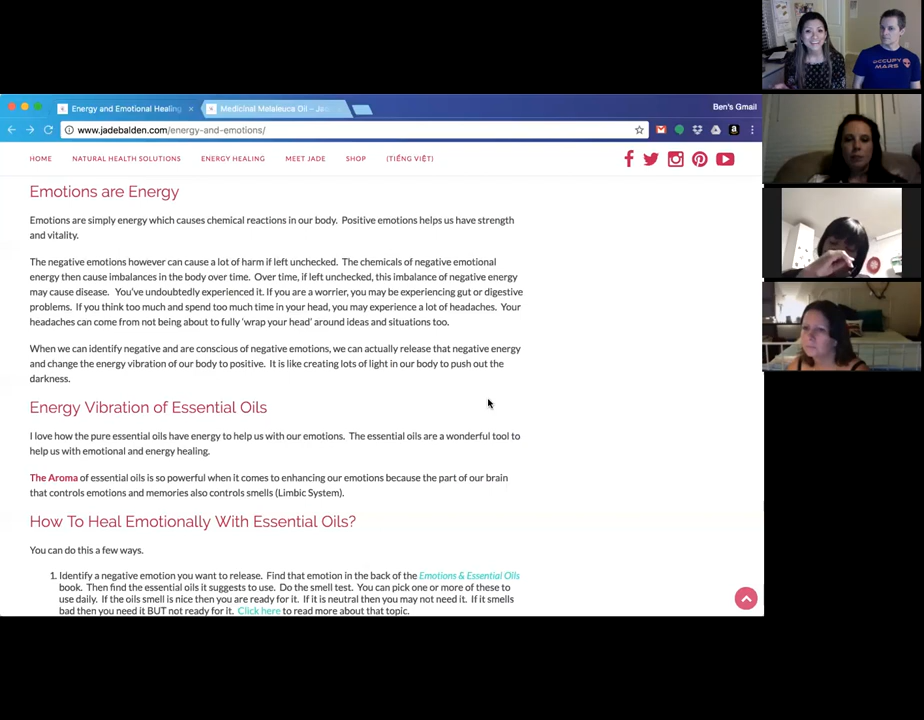 OCCUPY
MARS
Energy and Emotional Healing
Medicinal Melaleuca Oil – Jad
Ben's Gmail
www.jadebalden.com/energy-and-emotions/
HOME NATURAL HEALTH SOLUTIONS ENERGY HEALING MEET JADE SHOP (TIẾNG VIỆT)
Emotions are Energy
Emotions are simply energy which causes chemical reactions in our body. Positive emotions helps us have strength
and vitality.
The negative emotions however can cause a lot of harm if left unchecked. The chemicals of negative emotional
energy then cause imbalances in the body over time. Over time, if left unchecked, this imbalance of negative energy
may cause disease. You've undoubtedly experienced it. If you are a worrier, you may be experiencing gut or digestive
problems. If you think too much and spend too much time in your head, you may experience a lot of headaches. Your
headaches can come from not being about to fully 'wrap your head' around ideas and situations too.
When we can identify negative and are conscious of negative emotions, we can actually release that negative energy
and change the energy vibration of our body to positive. It is like creating lots of light in our body to push out the
darkness.
Energy Vibration of Essential Oils
I love how the pure essential oils have energy to help us with our emotions. The essential oils are a wonderful tool to
help us with emotional and energy healing.
The Aroma of essential oils is so powerful when it comes to enhancing our emotions because the part of our brain
that controls emotions and memories also controls smells (Limbic System).
How To Heal Emotionally With Essential Oils?
You can do this a few ways.
1. Identify a negative emotion you want to release. Find that emotion in the back of the Emotions & Essential Oils
book. Then find the essential oils it suggests to use. Do the smell test. You can pick one or more of these to
use daily. If the oils smell is nice then you are ready for it. If it is neutral then you may not need it. If it smells
bad then you need it BUT not ready for it. Click here to read more about that topic.